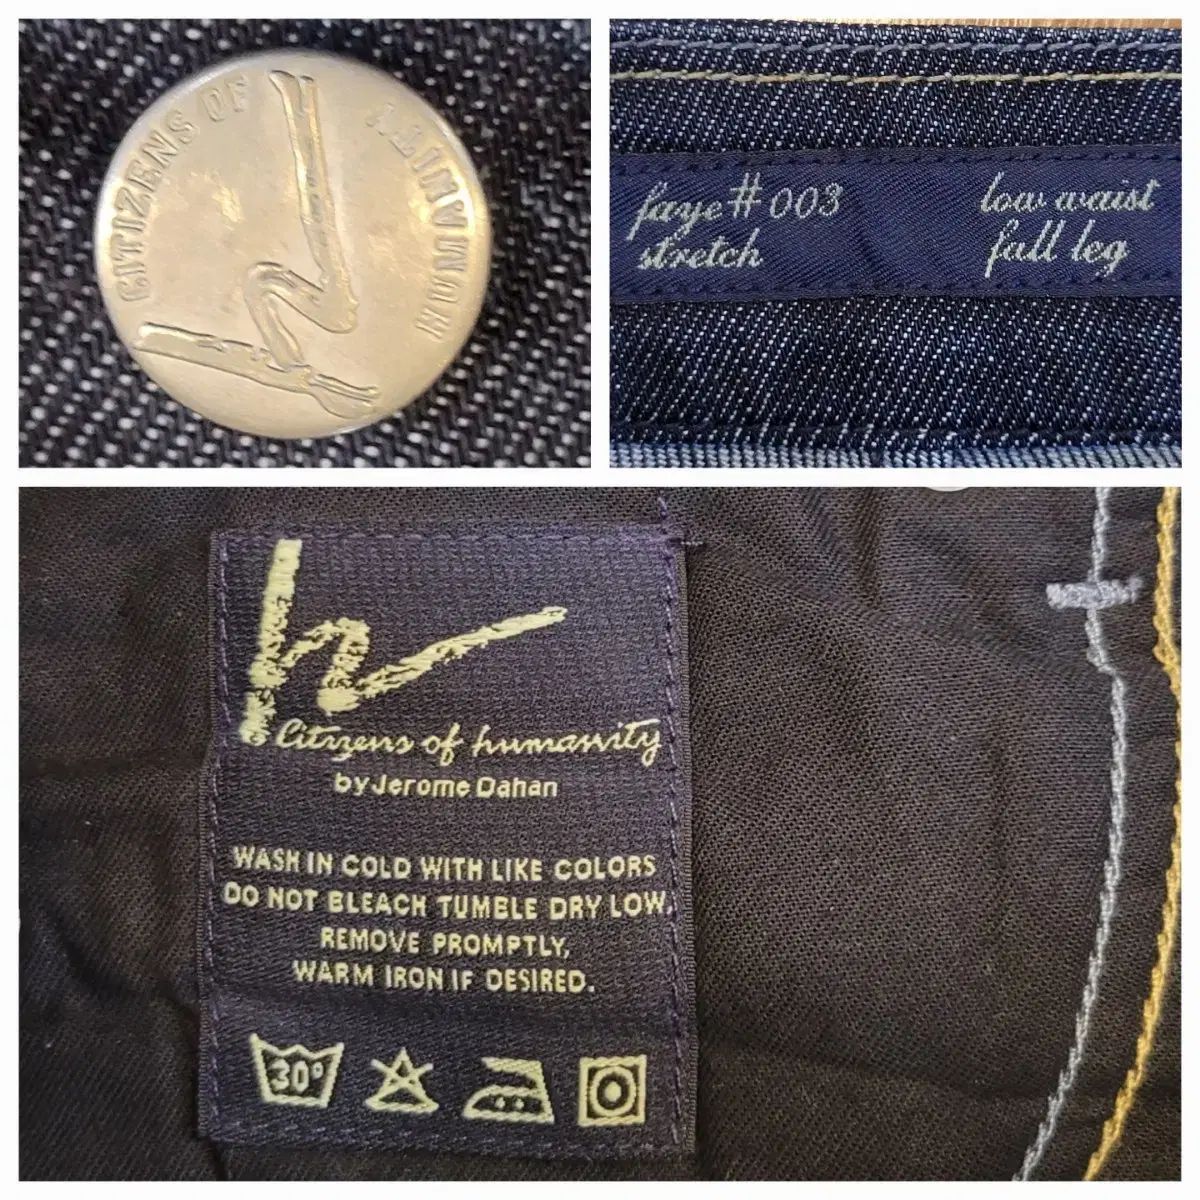 CITIZENS OF HUMANITY
faye # 003
stretch
low waist
full leg
Citizens of humanity
by Jerome Dahan
WASH IN COLD WITH LIKE COLORS
DO NOT BLEACH TUMBLE DRY LOW,
REMOVE PROMPTLY,
WARM IRON IF DESIRED.
30°